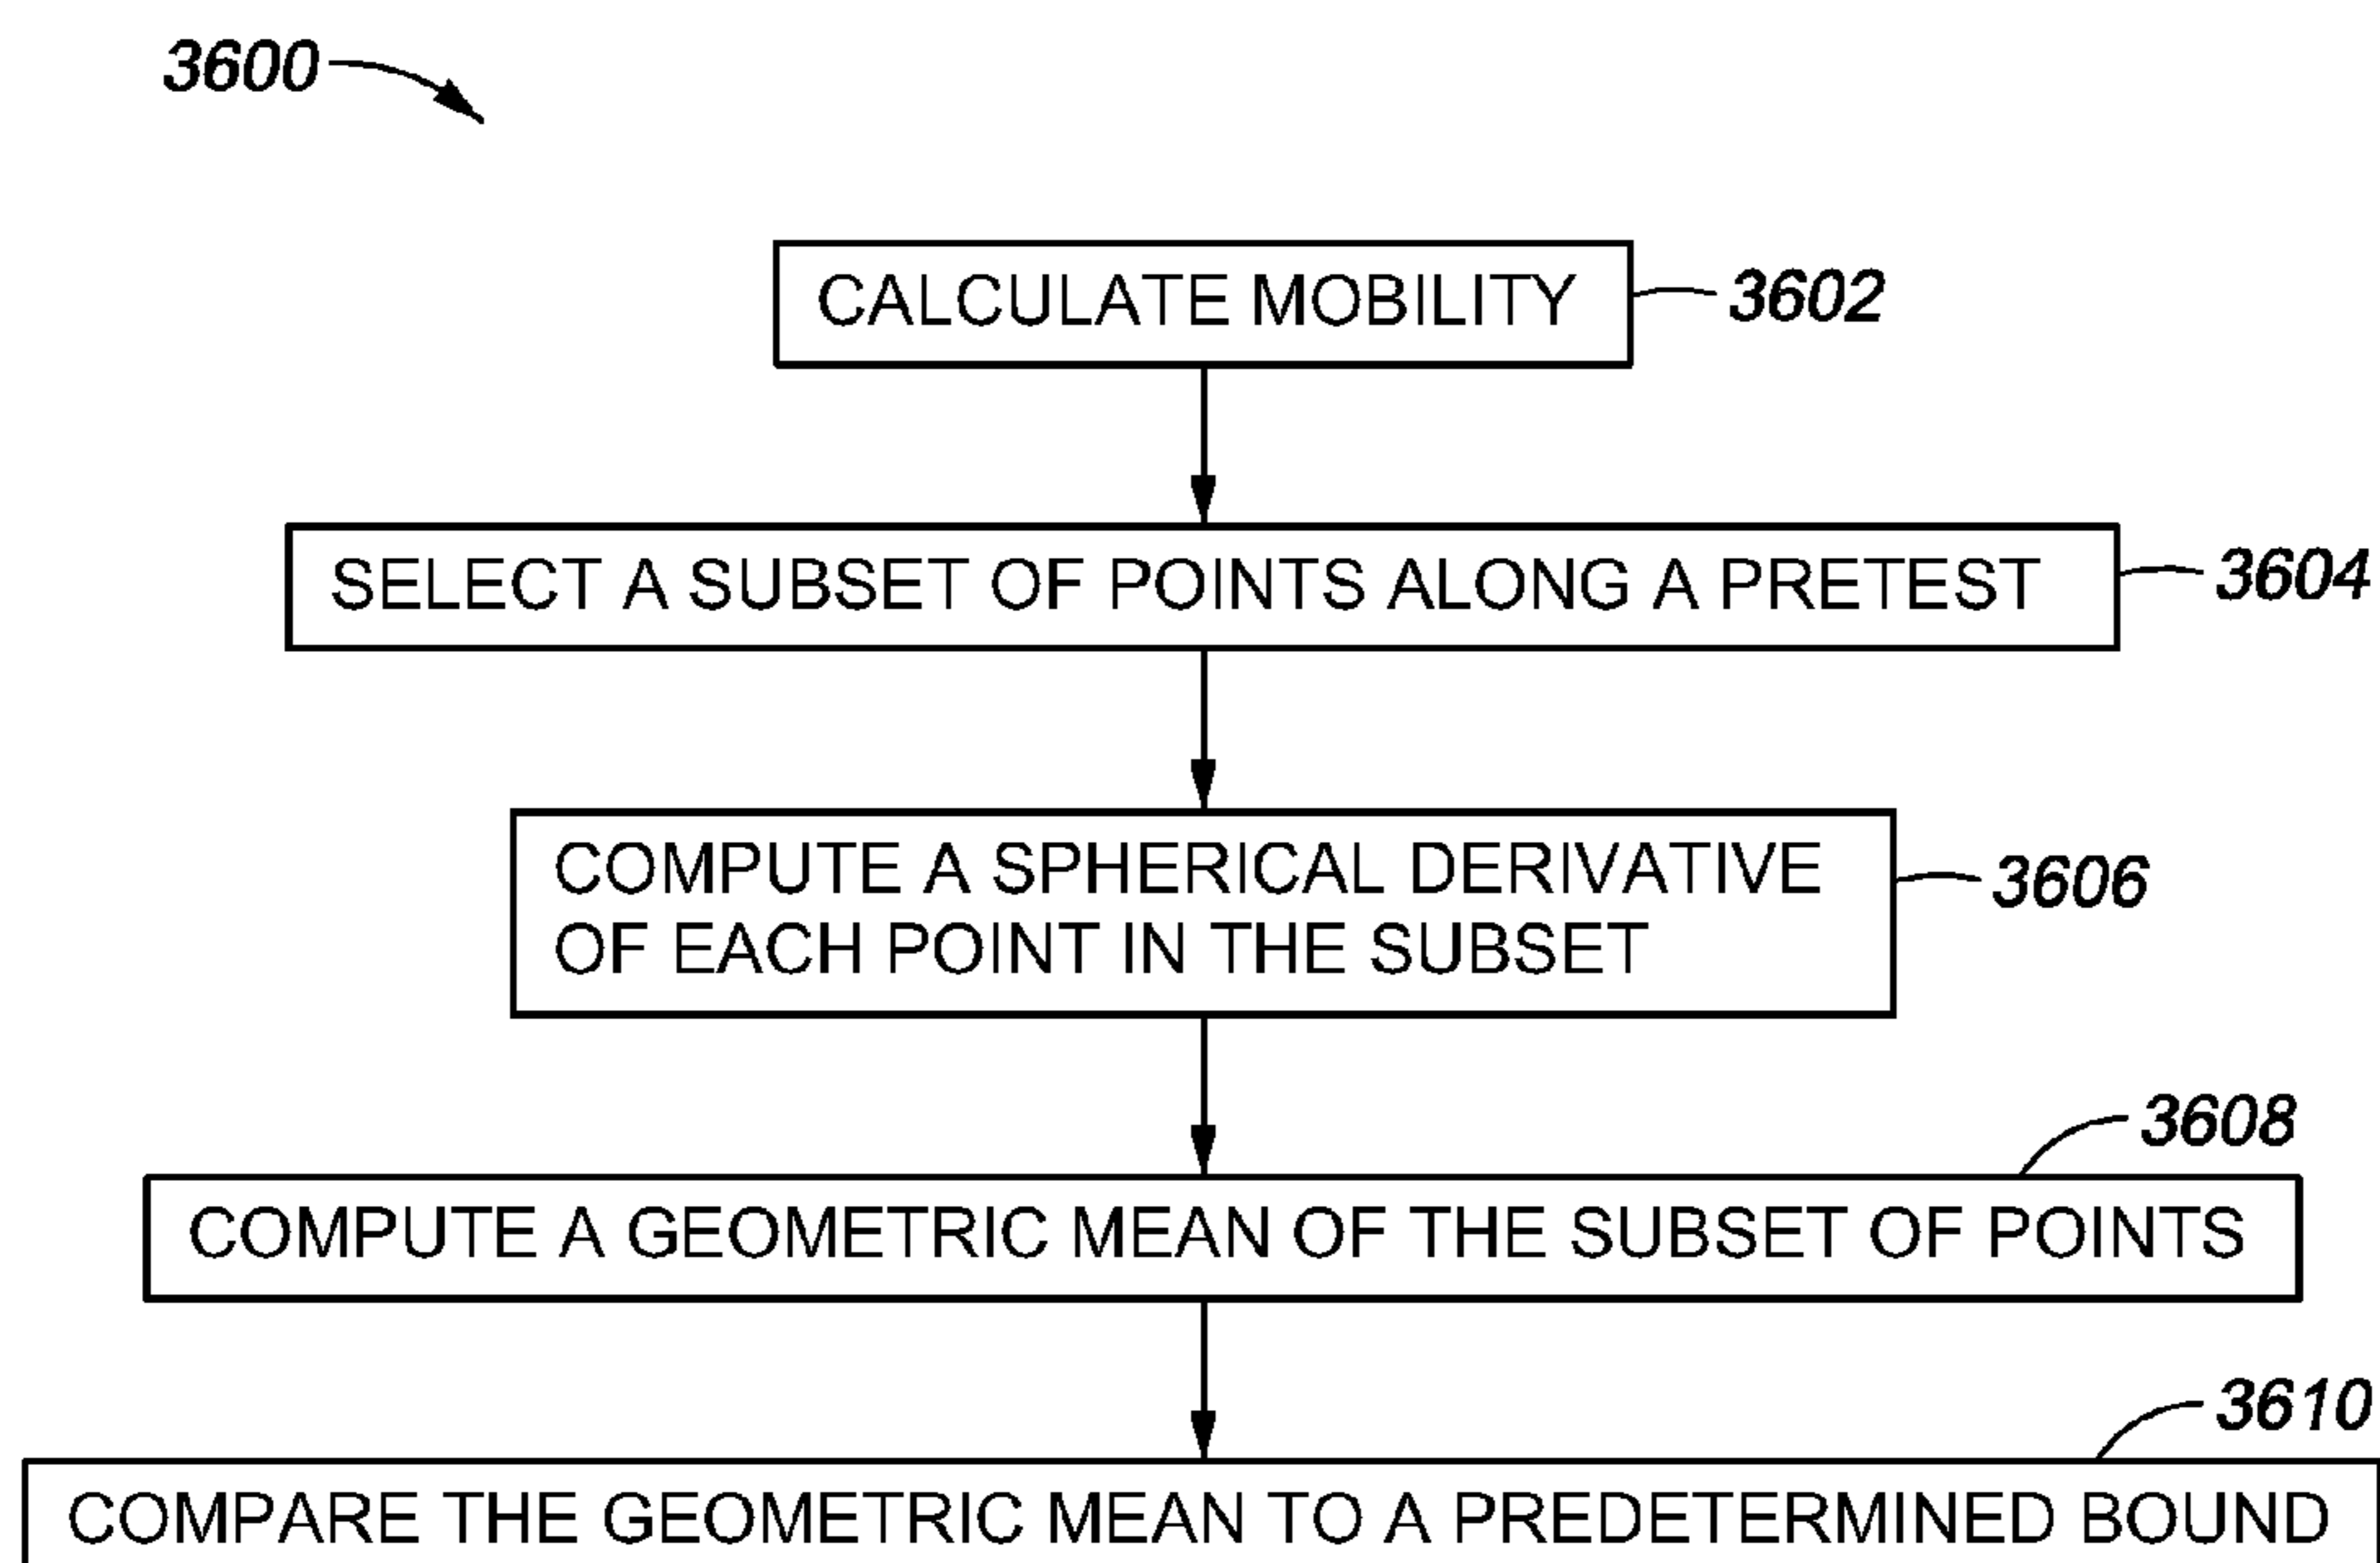 3600
CALCULATE MOBILITY
3602
SELECT A SUBSET OF POINTS ALONG A PRETEST
3604
COMPUTE A SPHERICAL DERIVATIVE
OF EACH POINT IN THE SUBSET
3606
3608
COMPUTE A GEOMETRIC MEAN OF THE SUBSET OF POINTS
3610
COMPARE THE GEOMETRIC MEAN TO A PREDETERMINED BOUND